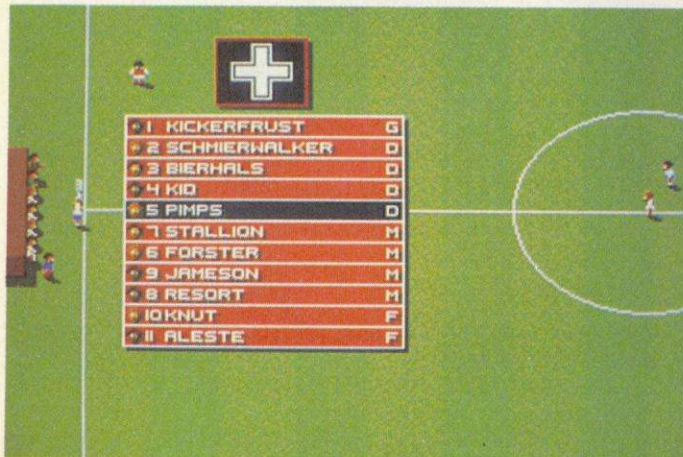 1 KICKERFRUST G
2 SCHMIERWALKER D
3 BIERHALS D
4 KID D
5 PIMPS D
7 STALLION M
6 FORSTER M
9 JAMESON M
8 RESORT M
10 KNUT F
11 ALESTE F